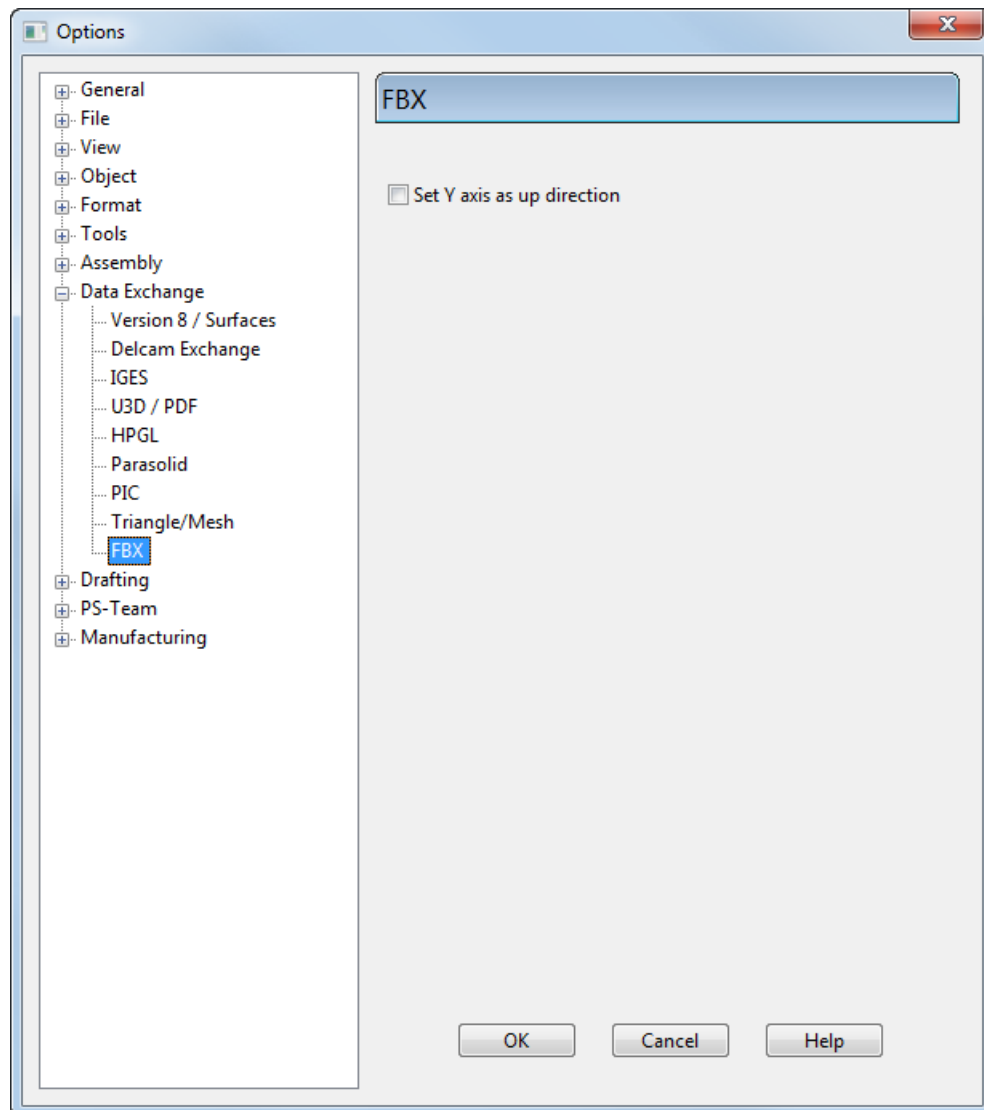 Options
General
File
View
Object
Format
Tools
Assembly
Data Exchange
Version 8 / Surfaces
Delcam Exchange
IGES
U3D / PDF
HPGL
Parasolid
PIC
Triangle/Mesh
FBX
Drafting
PS-Team
Manufacturing
FBX
Set Y axis as up direction
OK
Cancel
Help